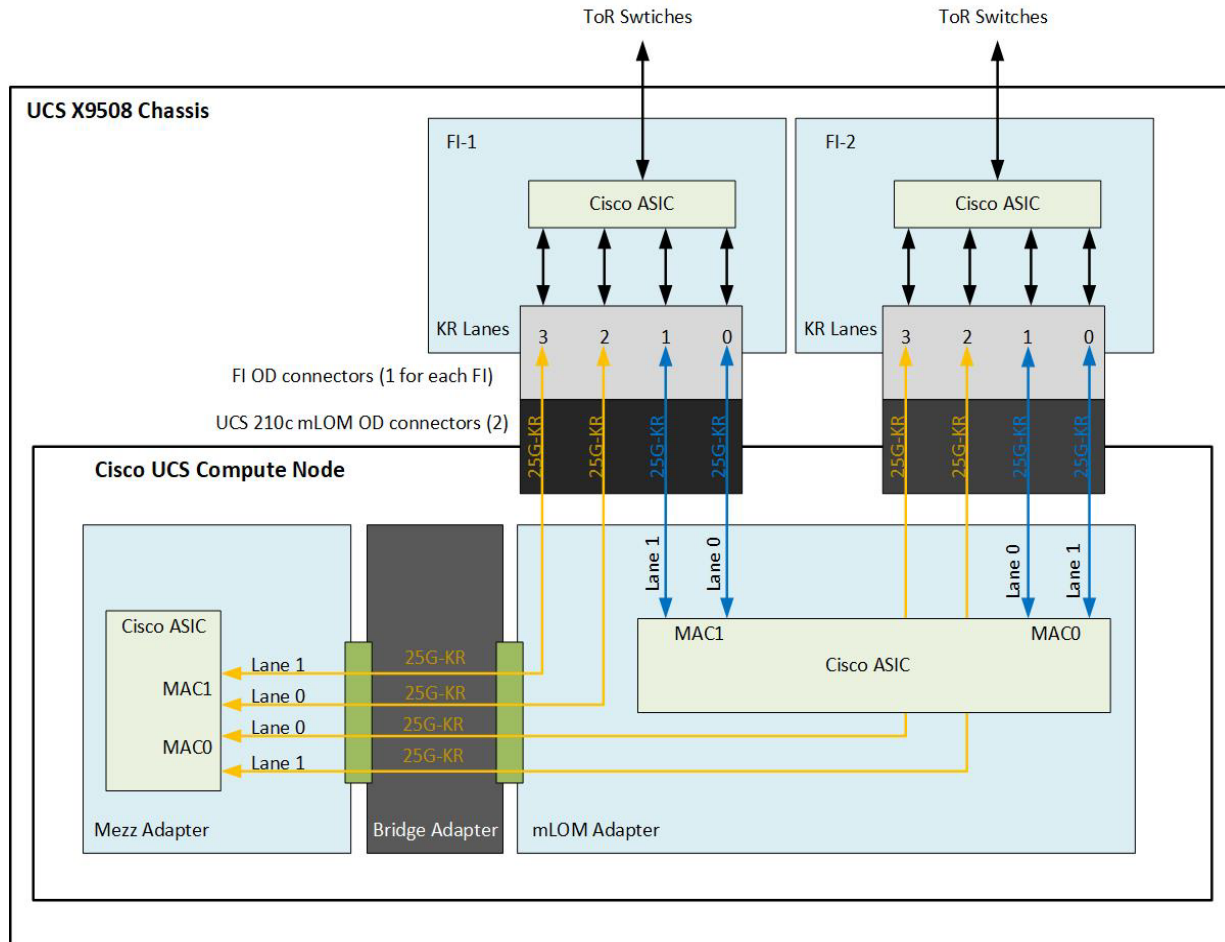 ToR Swtiches
ToR Switches
UCS X9508 Chassis
FI-1
FI-2
Cisco ASIC
Cisco ASIC
KR Lanes
3 2 1 0
KR Lanes
3 2 1 0
FI OD connectors (1 for each FI)
UCS 210c mLOM OD connectors (2)
25G-KR
25G-KR
25G-KR
25G-KR
25G-KR
25G-KR
25G-KR
25G-KR
Cisco UCS Compute Node
Lane 1
Lane 0
Lane 0
Lane 1
Cisco ASIC
MAC1
MAC0
Cisco ASIC
Lane 1
25G-KR
MAC1
Lane 0
25G-KR
Lane 0
25G-KR
MAC0
Lane 1
25G-KR
Mezz Adapter
Bridge Adapter
mLOM Adapter